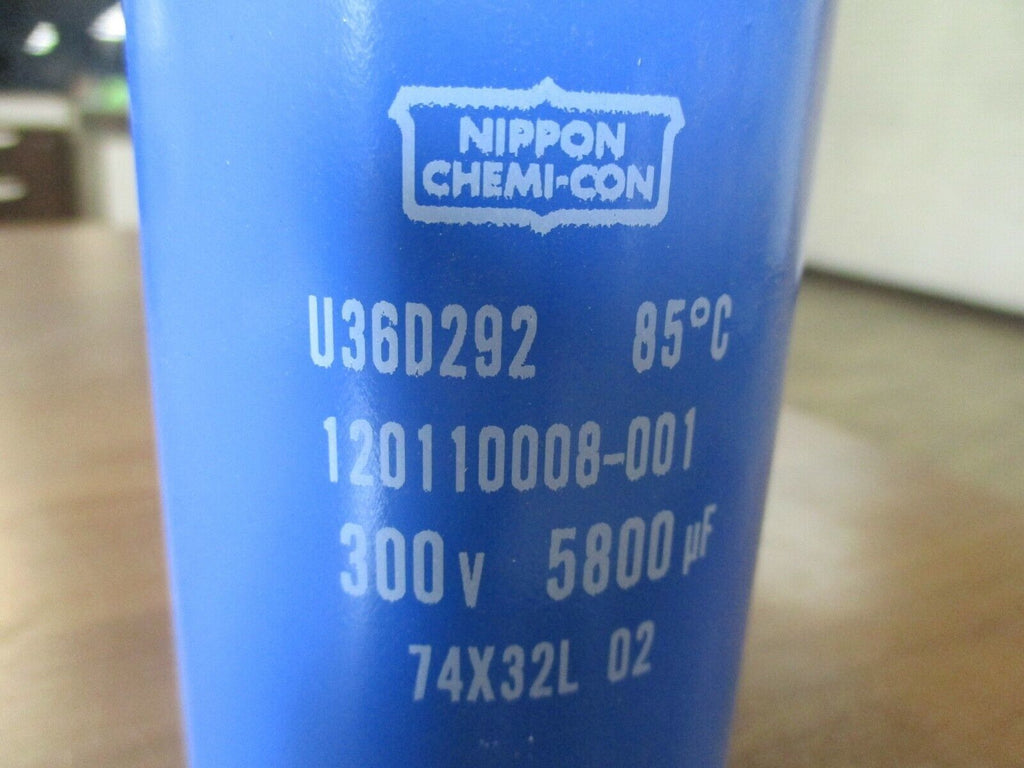 NIPPON
CHEMI-CON
U36D292 85°C
120110008-001
300V 5800µF
74X32L 02